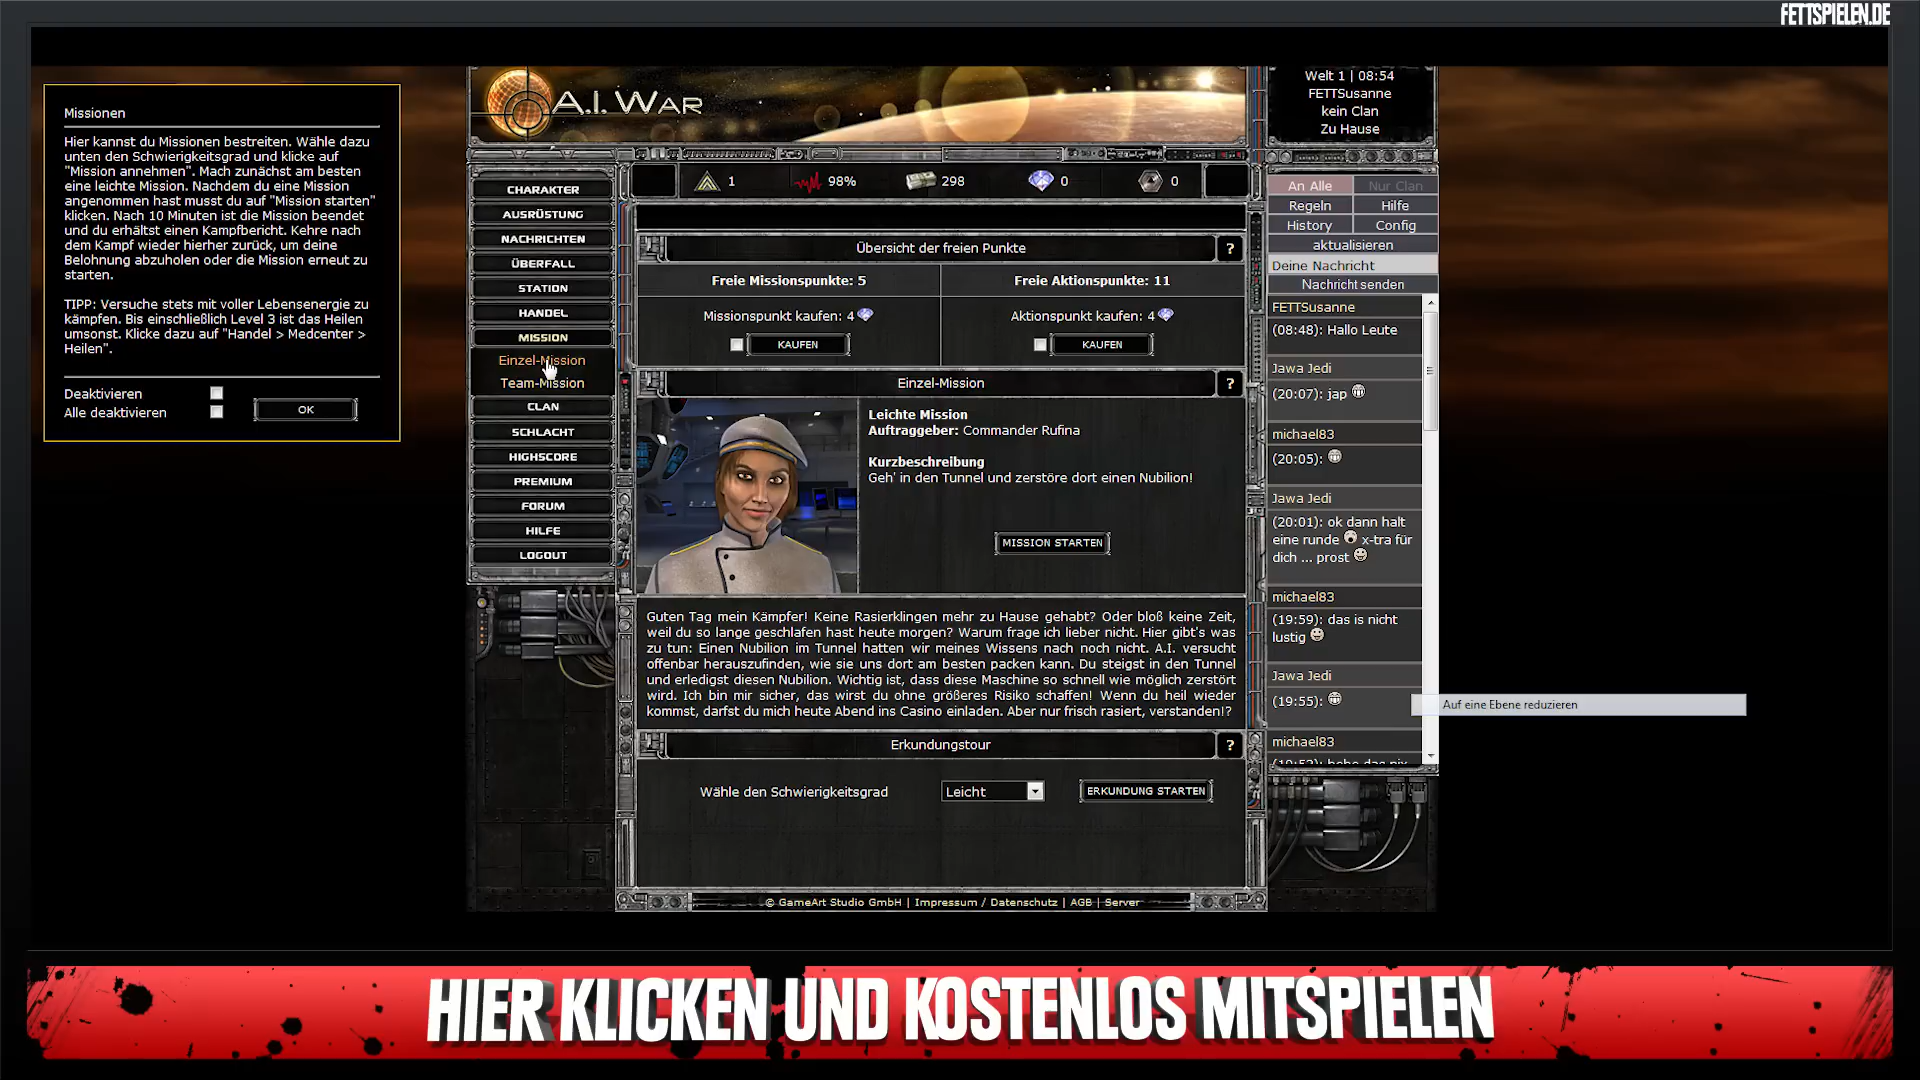 FETTSPIELEN.DE
Missionen
Hier kannst du Missionen bestreiten. Wähle dazu
unten den Schwierigkeitsgrad und klicke auf
"Mission annehmen". Mach zunächst am besten
eine leichte Mission. Nachdem du eine Mission
angenommen hast musst du auf "Mission starten"
klicken. Nach 10 Minuten ist die Mission beendet
und du erhälst einen Kampfbericht. Kehre nach
dem Kampf wieder hierher zurück, um deine
Belohnung abzuholen oder die Mission erneut zu
starten.
TIPP: Versuche stets mit voller Lebensenergie zu
kämpfen. Bis einschließlich Level 3 ist das Heilen
umsonst. Klicke dazu auf "Handel > Medcenter >
Heilen".
Deaktivieren
Alle deaktivieren
OK
A.I. WAR
CHARAKTER
AUSRÜSTUNG
NACHRICHTEN
ÜBERFALL
STATION
HANDEL
MISSION
Einzel-Mission
Team-Mission
CLAN
SCHLACHT
HIGHSCORE
PREMIUM
FORUM
HILFE
LOGOUT
1 98% 298 0 0
Übersicht der freien Punkte ?
Freie Missionspunkte: 5 Freie Aktionspunkte: 11
Missionspunkt kaufen: 4 Aktionspunkt kaufen: 4
KAUFEN KAUFEN
Einzel-Mission ?
Leichte Mission
Auftraggeber: Commander Rufina
Kurzbeschreibung
Geh' in den Tunnel und zerstöre dort einen Nubilion!
MISSION STARTEN
Guten Tag mein Kämpfer! Keine Rasierklingen mehr zu Hause gehabt? Oder bloß keine Zeit,
weil du so lange geschlafen hast heute morgen? Warum frage ich lieber nicht. Hier gibt's was
zu tun: Einen Nubilion im Tunnel hatten wir meines Wissens nach noch nicht. A.I. versucht
offenbar herauszufinden, wie sie uns dort am besten packen kann. Du steigst in den Tunnel
und erledigst diesen Nubilion. Wichtig ist, dass diese Maschine so schnell wie möglich zerstört
wird. Ich bin mir sicher, das wirst du ohne größeres Risiko schaffen! Wenn du heil wieder
kommst, darfst du mich heute Abend ins Casino einladen. Aber nur frisch rasiert, verstanden!?
Erkundungstour ?
Wähle den Schwierigkeitsgrad Leicht ERKUNDUNG STARTEN
© GameArt Studio GmbH | Impressum / Datenschutz | AGB | Server
Welt 1 | 08:54
FETTSusanne
kein Clan
Zu Hause
An Alle Nur Clan
Regeln Hilfe
History Config
aktualisieren
Deine Nachricht
Nachricht senden
FETTSusanne
(08:48): Hallo Leute
Jawa Jedi
(20:07): jap
michael83
(20:05):
Jawa Jedi
(20:01): ok dann halt
eine runde x-tra für
dich ... prost
michael83
(19:59): das is nicht
lustig
Jawa Jedi
(19:55):
michael83
Auf eine Ebene reduzieren
HIER KLICKEN UND KOSTENLOS MITSPIELEN